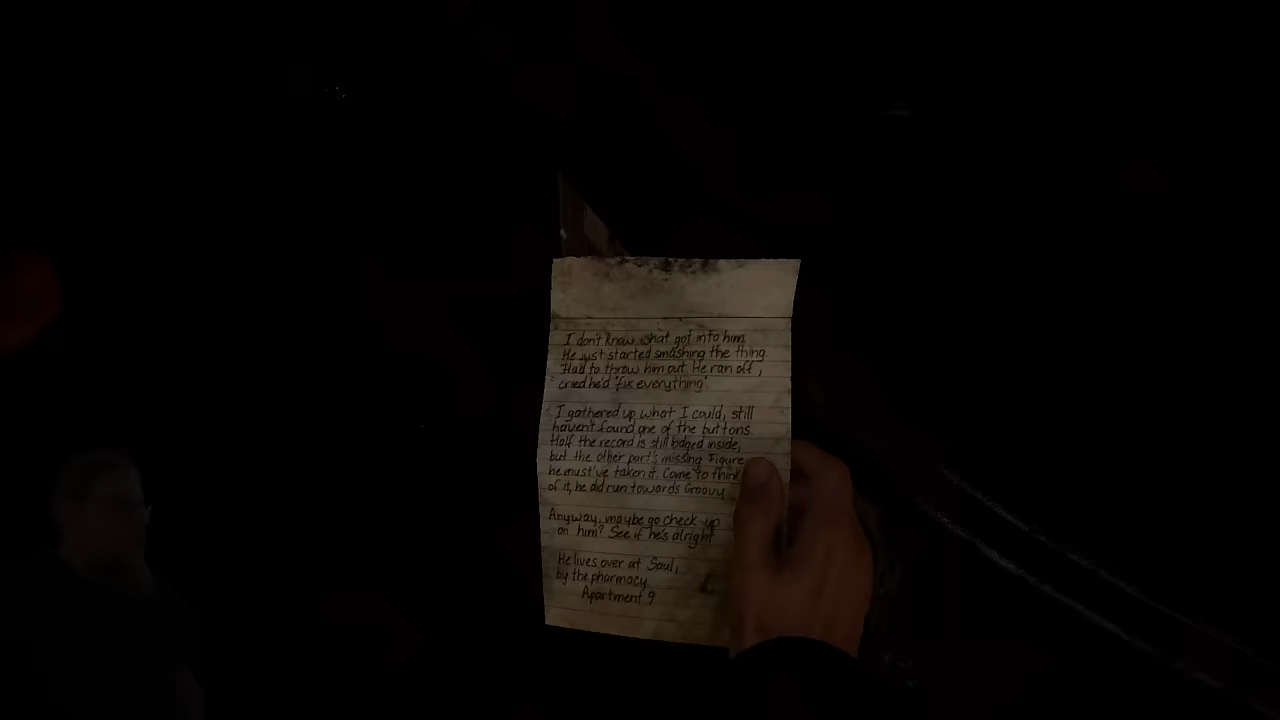 I don't know what got into him.
He just started smashing the thing.
Had to throw him out. He ran off,
cried he'd "fix everything".
I gathered up what I could, still
haven't found one of the buttons.
Half the record is still lodged inside,
but the other part's missing. Figure
he must've taken it. Come to think
of it, he did run towards Groovy
Anyway, maybe go check up
on him? See if he's alright
He lives over at Saul,
by the pharmacy
Apartment 9